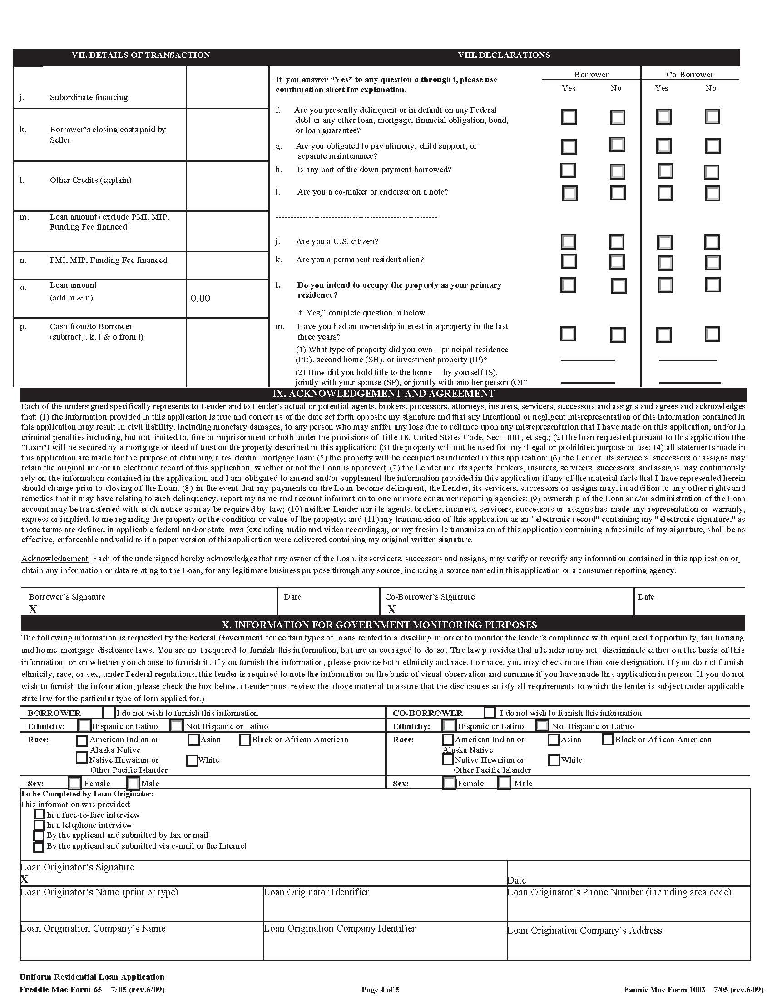 VII. DETAILS OF TRANSACTION
VIII. DECLARATIONS
j. Subordinate financing
k. Borrower’s closing costs paid by
Seller
l. Other Credits (explain)
m. Loan amount (exclude PMI, MIP,
Funding Fee financed)
n. PMI, MIP, Funding Fee financed
o. Loan amount
(add m & n) 0.00
p. Cash from/to Borrower
(subtract j, k, l & o from i)
If you answer “Yes” to any question a through i, please use
continuation sheet for explanation.
Borrower Co-Borrower
Yes No Yes No
f. Are you presently delinquent or in default on any Federal
debt or any other loan, mortgage, financial obligation, bond,
or loan guarantee?
g. Are you obligated to pay alimony, child support, or
separate maintenance?
h. Is any part of the down payment borrowed?
i. Are you a co-maker or endorser on a note?
---------------------------------------------------
j. Are you a U.S. citizen?
k. Are you a permanent resident alien?
l. Do you intend to occupy the property as your primary
residence?
If Yes,” complete question m below.
m. Have you had an ownership interest in a property in the last
three years?
(1) What type of property did you own—principal residence
(PR), second home (SH), or investment property (IP)?
(2) How did you hold title to the home— by yourself (S),
jointly with your spouse (SP), or jointly with another person (O)?
IX. ACKNOWLEDGEMENT AND AGREEMENT
Each of the undersigned specifically represents to Lender and to Lender's actual or potential agents, brokers, processors, attorneys, insurers, servicers, successors and assigns and agrees and acknowledges
that: (1) the information provided in this application is true and correct as of the date set forth opposite my signature and that any intentional or negligent misrepresentation of this information contained in
this application may result in civil liability, including monetary damages, to any person who may suffer any loss due to reliance upon any misrepresentation that I have made on this application, and/or in
criminal penalties including, but not limited to, fine or imprisonment or both under the provisions of Title 18, United States Code, Sec. 1001, et seq.; (2) the loan requested pursuant to this application (the
"Loan") will be secured by a mortgage or deed of trust on the property described in this application; (3) the property will not be used for any illegal or prohibited purpose or use; (4) all statements made in
this application are made for the purpose of obtaining a residential mortgage loan; (5) the property will be occupied as indicated in this application; (6) the Lender, its servicers, successors or assigns may
retain the original and/or an electronic record of this application, whether or not the Loan is approved; (7) the Lender and its agents, brokers, insurers, servicers, successors, and assigns may continuously
rely on the information contained in the application, and I am obligated to amend and/or supplement the information provided in this application if any of the material facts that I have represented herein
should change prior to closing of the Loan; (8) in the event that my payments on the Loan become delinquent, the Lender, its servicers, successors or assigns may, in addition to any other rights and
remedies that it may have relating to such delinquency, report my name and account information to one or more consumer reporting agencies; (9) ownership of the Loan and/or administration of the Loan
account may be transferred with such notice as may be required by law; (10) neither Lender nor its agents, brokers, insurers, servicers, successors or assigns has made any representation or warranty,
express or implied, to me regarding the property or the condition or value of the property; and (11) my transmission of this application as an "electronic record" containing my "electronic signature," as
those terms are defined in applicable federal and/or state laws (excluding audio and video recordings), or my facsimile transmission of this application containing a facsimile of my signature, shall be as
effective, enforceable and valid as if a paper version of this application were delivered containing my original written signature.
Acknowledgement. Each of the undersigned hereby acknowledges that any owner of the Loan, its servicers, successors and assigns, may verify or reverify any information contained in this application or
obtain any information or data relating to the Loan, for any legitimate business purpose through any source, including a source named in this application or a consumer reporting agency.
Borrower’s Signature Date Co-Borrower’s Signature Date
X X
X. INFORMATION FOR GOVERNMENT MONITORING PURPOSES
The following information is requested by the Federal Government for certain types of loans related to a dwelling in order to monitor the lender's compliance with equal credit opportunity, fair housing
and home mortgage disclosure laws. You are not required to furnish this information, but are encouraged to do so. The law provides that a lender may not discriminate either on the basis of this
information, or on whether you choose to furnish it. If you furnish the information, please provide both ethnicity and race. For race, you may check more than one designation. If you do not furnish
ethnicity, race, or sex, under Federal regulations, this lender is required to note the information on the basis of visual observation and surname if you have made this application in person. If you do not
wish to furnish the information, please check the box below. (Lender must review the above material to assure that the disclosures satisfy all requirements to which the lender is subject under applicable
state law for the particular type of loan applied for.)
BORROWER I do not wish to furnish this information CO-BORROWER I do not wish to furnish this information
Ethnicity: Hispanic or Latino Not Hispanic or Latino Ethnicity: Hispanic or Latino Not Hispanic or Latino
Race: American Indian or Asian Black or African American Race: American Indian or Asian Black or African American
Alaska Native Alaska Native
Native Hawaiian or White Native Hawaiian or White
Other Pacific Islander Other Pacific Islander
Sex: Female Male Sex: Female Male
To be Completed by Loan Originator:
This information was provided:
In a face-to-face interview
In a telephone interview
By the applicant and submitted by fax or mail
By the applicant and submitted via e-mail or the Internet
Loan Originator’s Signature
X Date
Loan Originator’s Name (print or type) Loan Originator Identifier Loan Originator’s Phone Number (including area code)
Loan Origination Company’s Name Loan Origination Company Identifier Loan Origination Company’s Address
Uniform Residential Loan Application
Freddie Mac Form 65 7/05 (rev.6/09) Page 4 of 5 Fannie Mae Form 1003 7/05 (rev.6/09)